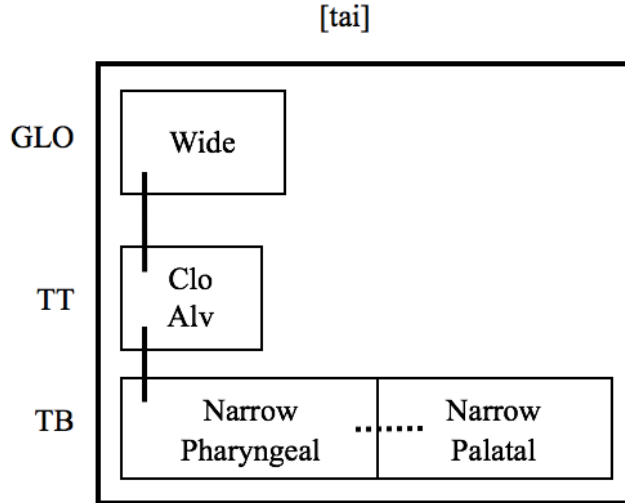 [tai]
GLO
Wide
TT
Clo
Alv
TB
Narrow
Pharyngeal
Narrow
Palatal